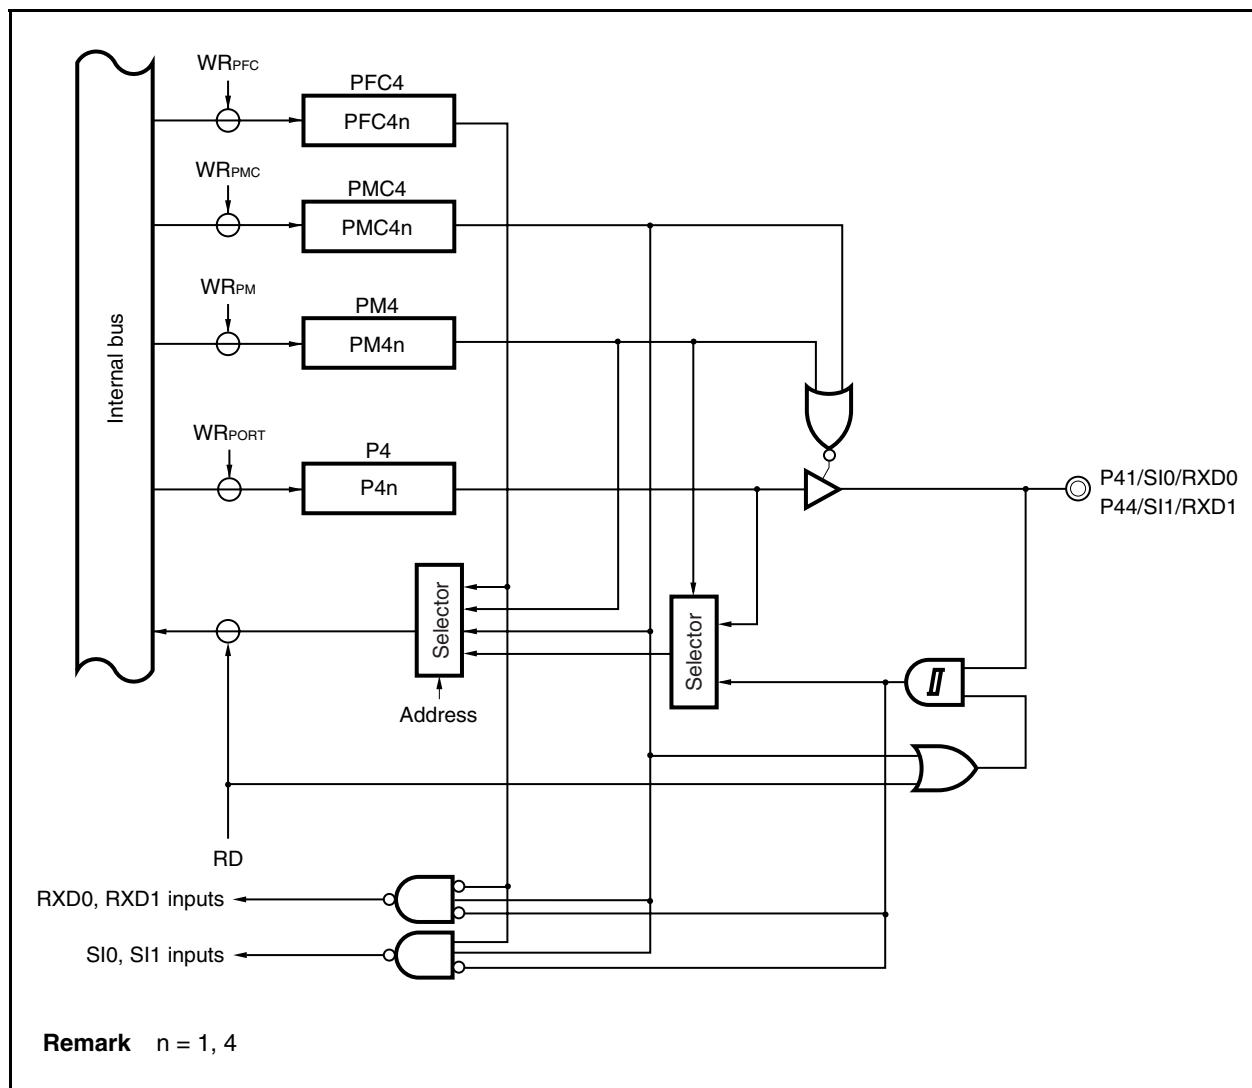 WRPFC
PFC4
PFC4n
WRPMC
PMC4
PMC4n
WRPM
PM4
PM4n
Internal bus
WRPORT
P4
P4n
P41/SI0/RXD0
P44/SI1/RXD1
Selector
Selector
Address
RD
RXD0, RXD1 inputs
SI0, SI1 inputs
Remark n = 1, 4